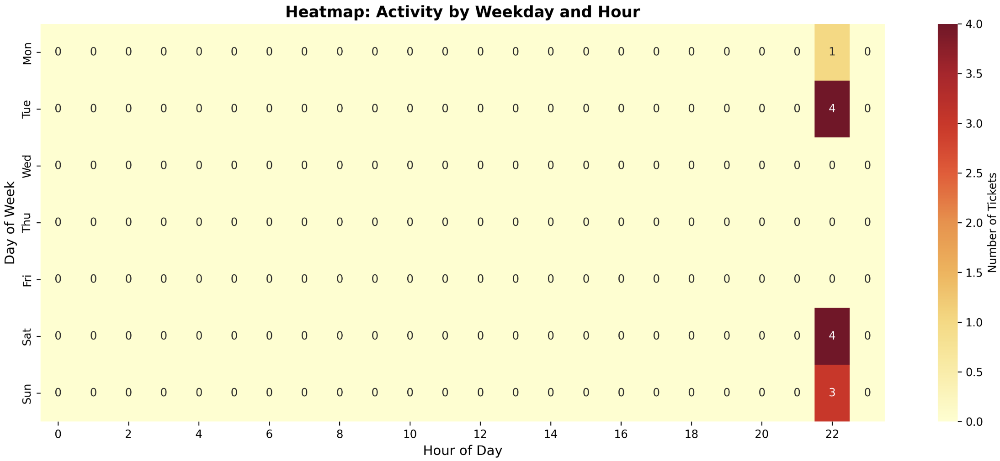 Heatmap: Activity by Weekday and Hour
Mon 0 0 0 0 0 0 0 0 0 0 0 0 0 0 0 0 0 0 0 0 0 0 1 0
Tue 0 0 0 0 0 0 0 0 0 0 0 0 0 0 0 0 0 0 0 0 0 0 4 0
Wed 0 0 0 0 0 0 0 0 0 0 0 0 0 0 0 0 0 0 0 0 0 0 0 0
Thu 0 0 0 0 0 0 0 0 0 0 0 0 0 0 0 0 0 0 0 0 0 0 0 0
Fri 0 0 0 0 0 0 0 0 0 0 0 0 0 0 0 0 0 0 0 0 0 0 0 0
Sat 0 0 0 0 0 0 0 0 0 0 0 0 0 0 0 0 0 0 0 0 0 0 4 0
Sun 0 0 0 0 0 0 0 0 0 0 0 0 0 0 0 0 0 0 0 0 0 0 3 0
0 2 4 6 8 10 12 14 16 18 20 22
Hour of Day
Day of Week
4.0
3.5
3.0
2.5
2.0
1.5
1.0
0.5
0.0
Number of Tickets